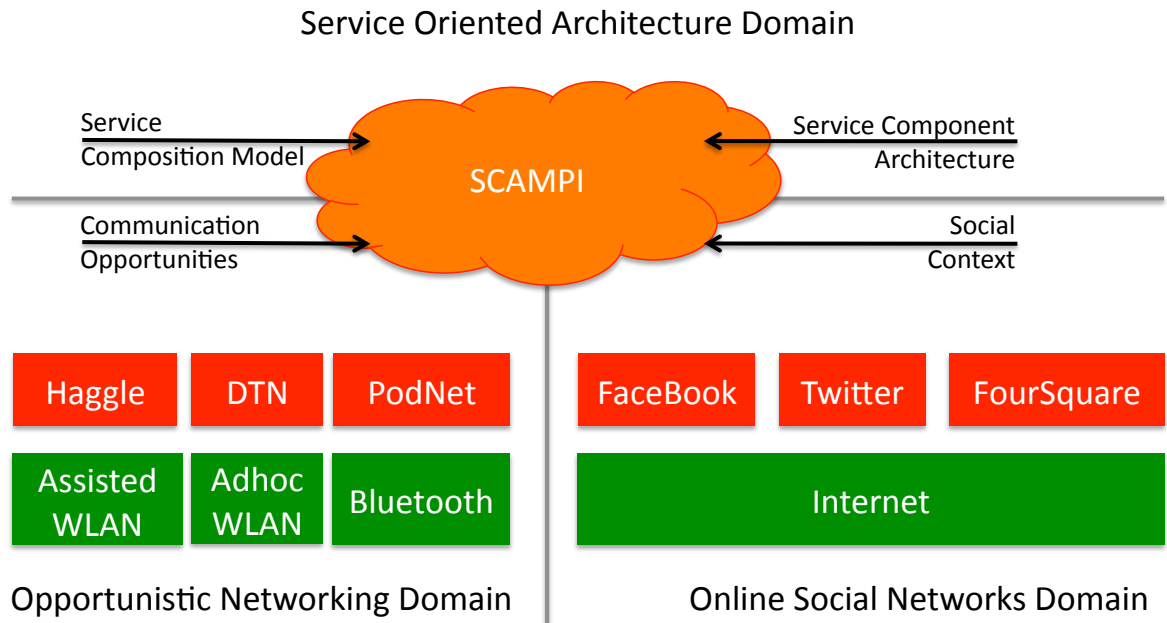 Service Oriented Architecture Domain
Service
Composition Model
Service Component
Architecture
SCAMPI
Communication
Opportunities
Social
Context
Haggle
DTN
PodNet
FaceBook
Twitter
FourSquare
Assisted
WLAN
Adhoc
WLAN
Bluetooth
Internet
Opportunistic Networking Domain
Online Social Networks Domain